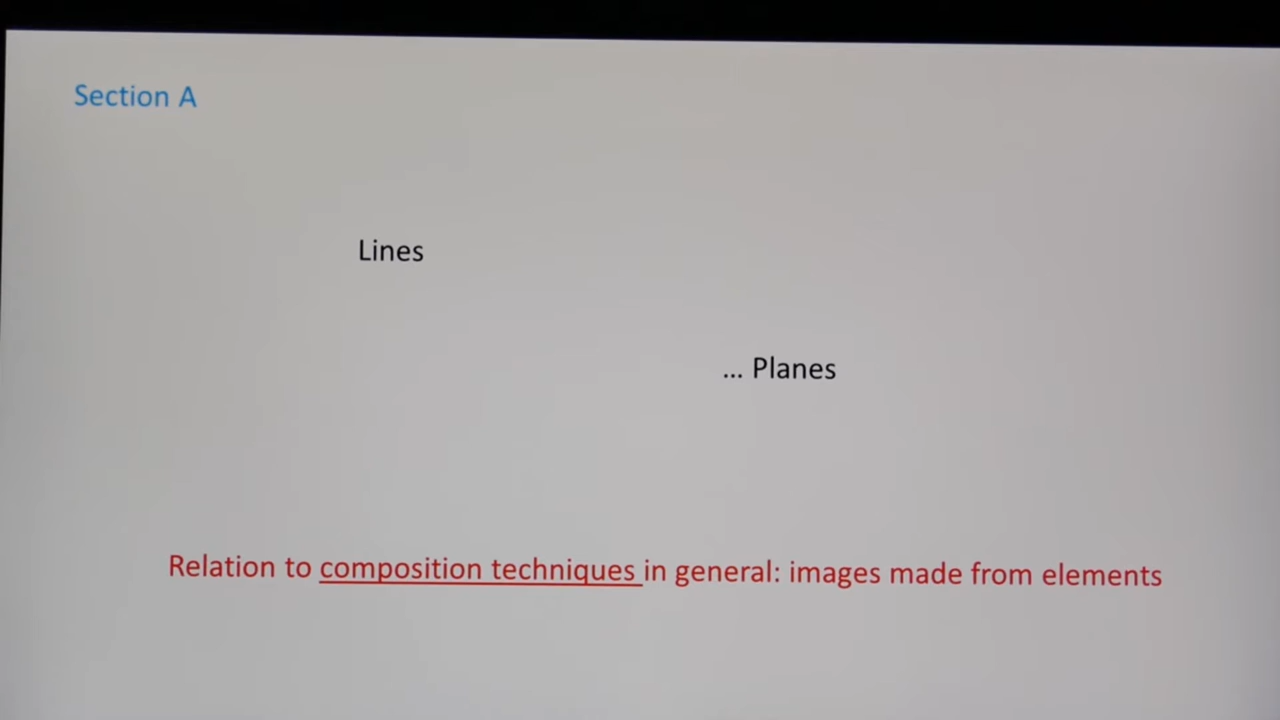 Section A
Lines
... Planes
Relation to composition techniques in general: images made from elements